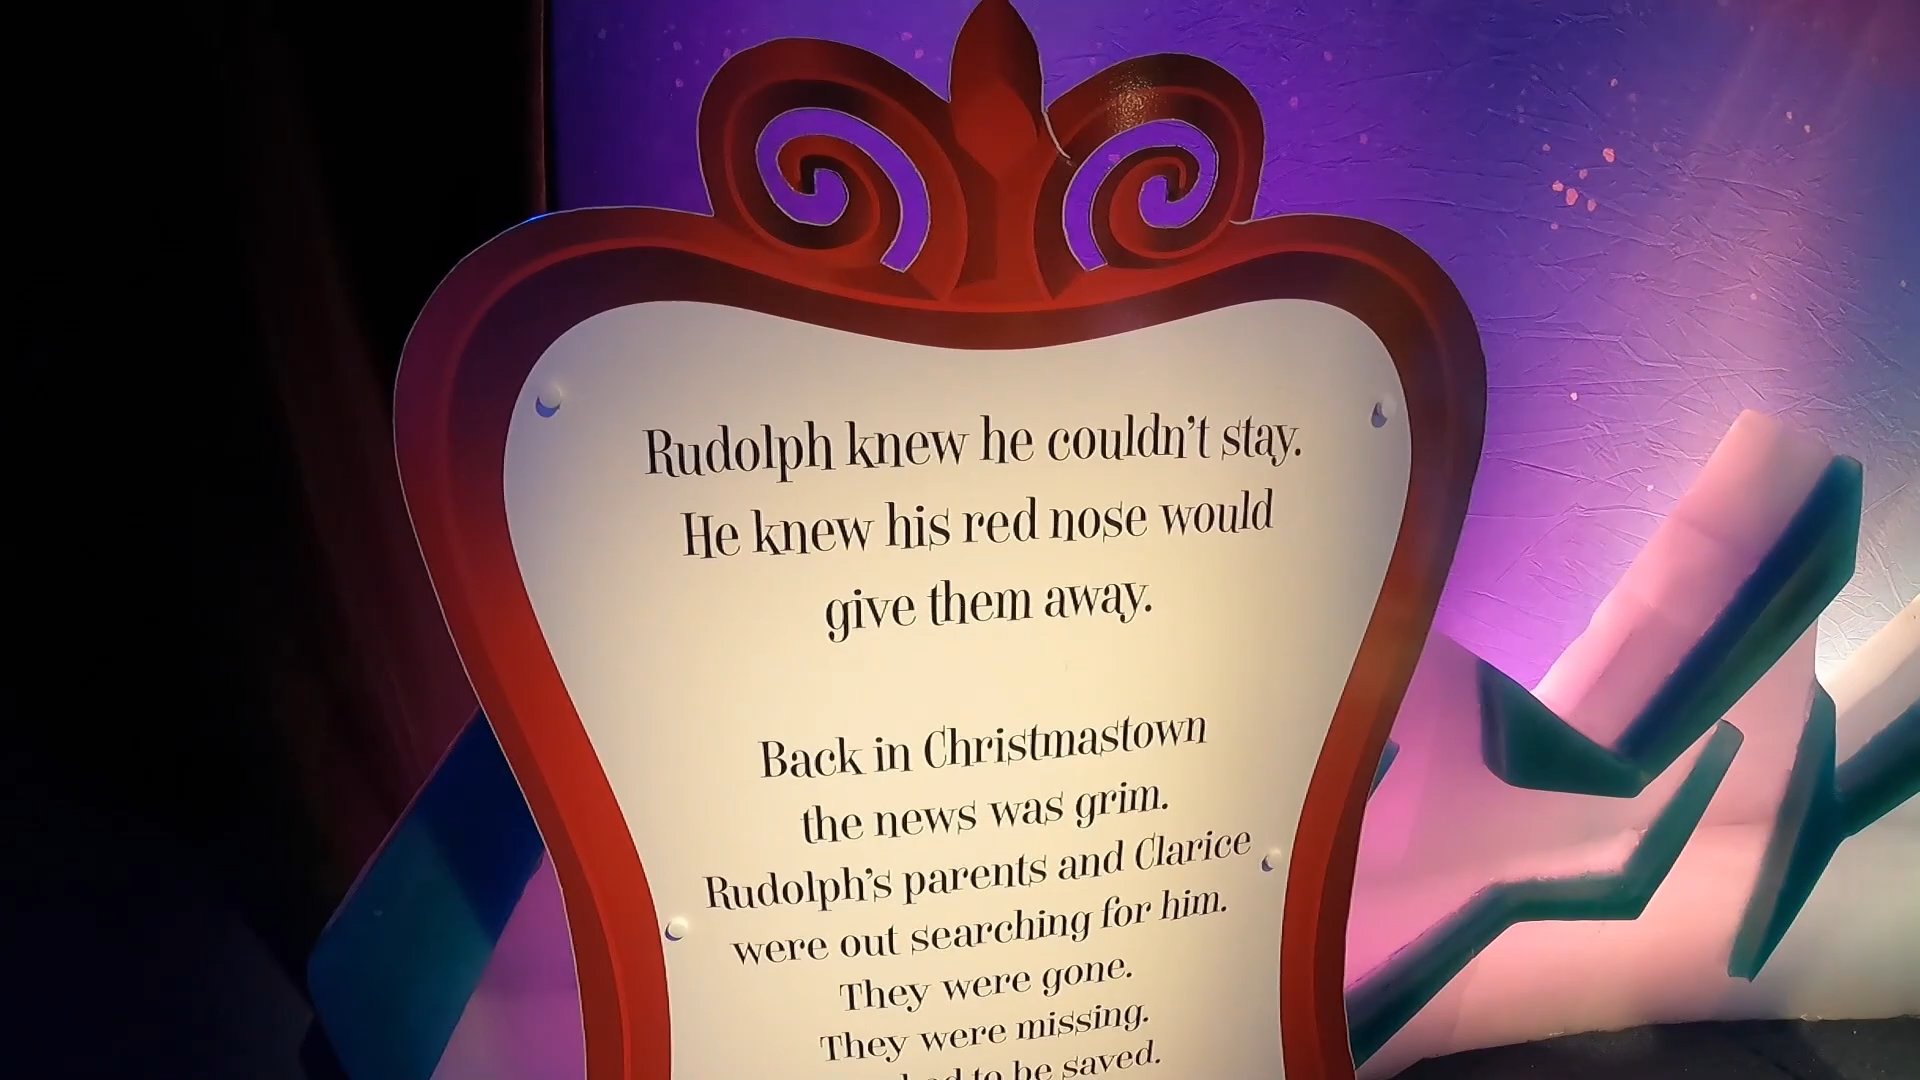 Rudolph knew he couldn't stay.
He knew his red nose would
give them away.
Back in Christmastown
the news was grim.
Rudolph's parents and Clarice
were out searching for him.
They were gone.
They were missing.
to be saved.